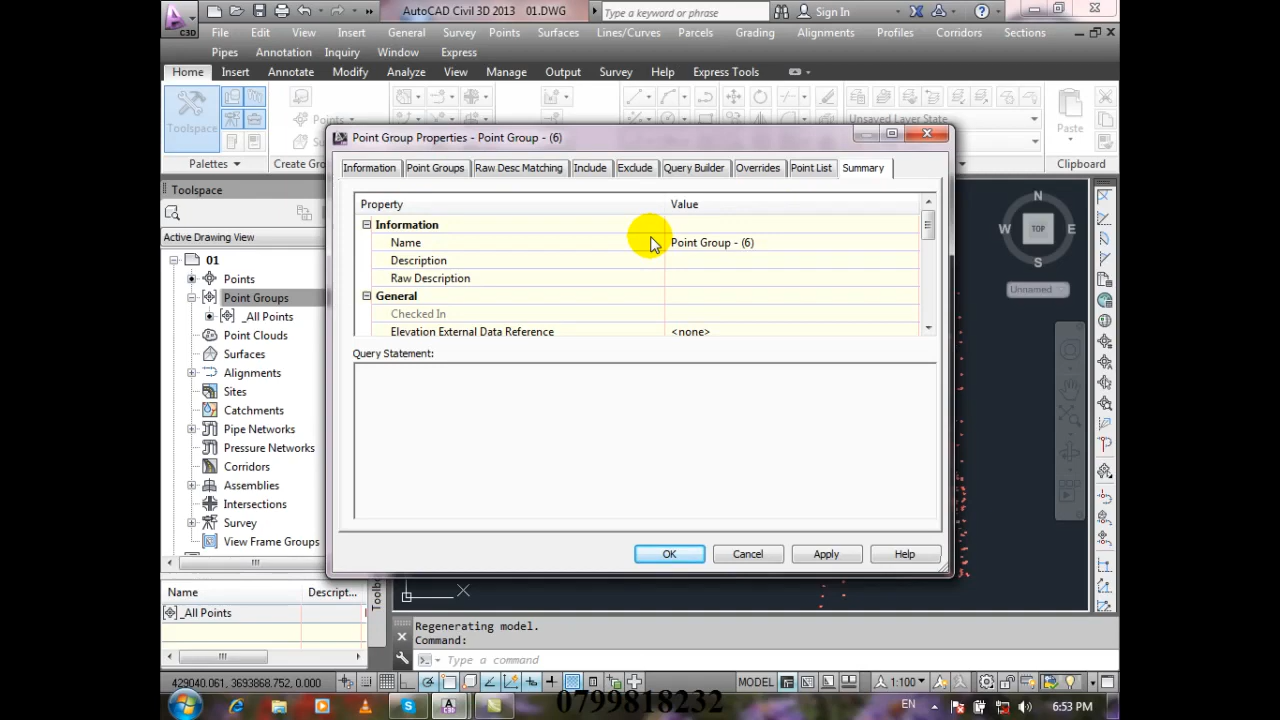 AutoCAD Civil 3D 2013 01.DWG
Type a keyword or phrase
Sign In
C3D
File Edit View Insert General Survey Points Surfaces Lines/Curves Parcels Grading Alignments Profiles Corridors Sections
Pipes Annotation Inquiry Window Express
Home Insert Annotate Modify Analyze View Manage Output Survey Help Express Tools
Toolspace
Points
Unsaved Layer State
Paste
Palettes
Clipboard
Point Group Properties - Point Group - (6)
Information Point Groups Raw Desc Matching Include Exclude Query Builder Overrides Point List Summary
Toolspace
Active Drawing View
01
Points
Point Groups
_All Points
Point Clouds
Surfaces
Alignments
Sites
Catchments
Pipe Networks
Pressure Networks
Corridors
Assemblies
Intersections
Survey
View Frame Groups
Name Descript...
_All Points
Property Value
Information
Name Point Group - (6)
Description
Raw Description
General
Checked In
Elevation External Data Reference <none>
Query Statement:
OK Cancel Apply Help
N
W TOP E
S
Unnamed
Regenerating model.
Command:
Type a command
429040.061, 3693868.752, 0.000
MODEL
1:100
0799818232
EN
6:53 PM